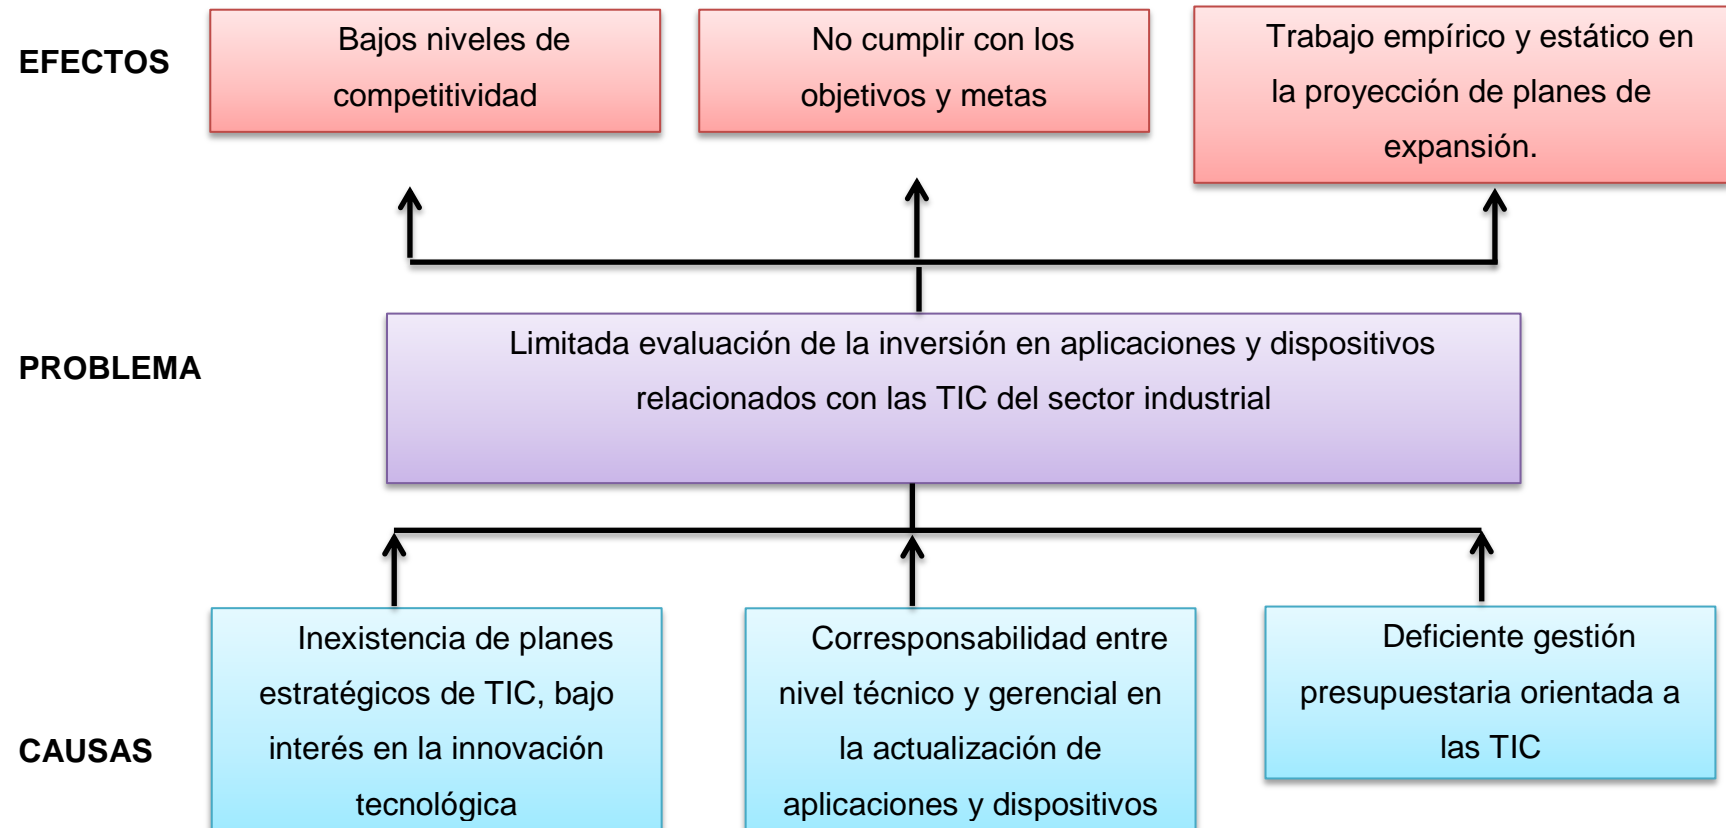 EFECTOS
Bajos niveles de
competitividad
No cumplir con los
objetivos y metas
Trabajo empírico y estático en
la proyección de planes de
expansión.
PROBLEMA
Limitada evaluación de la inversión en aplicaciones y dispositivos
relacionados con las TIC del sector industrial
CAUSAS
Inexistencia de planes
estratégicos de TIC, bajo
interés en la innovación
tecnológica
Corresponsabilidad entre
nivel técnico y gerencial en
la actualización de
aplicaciones y dispositivos
Deficiente gestión
presupuestaria orientada a
las TIC